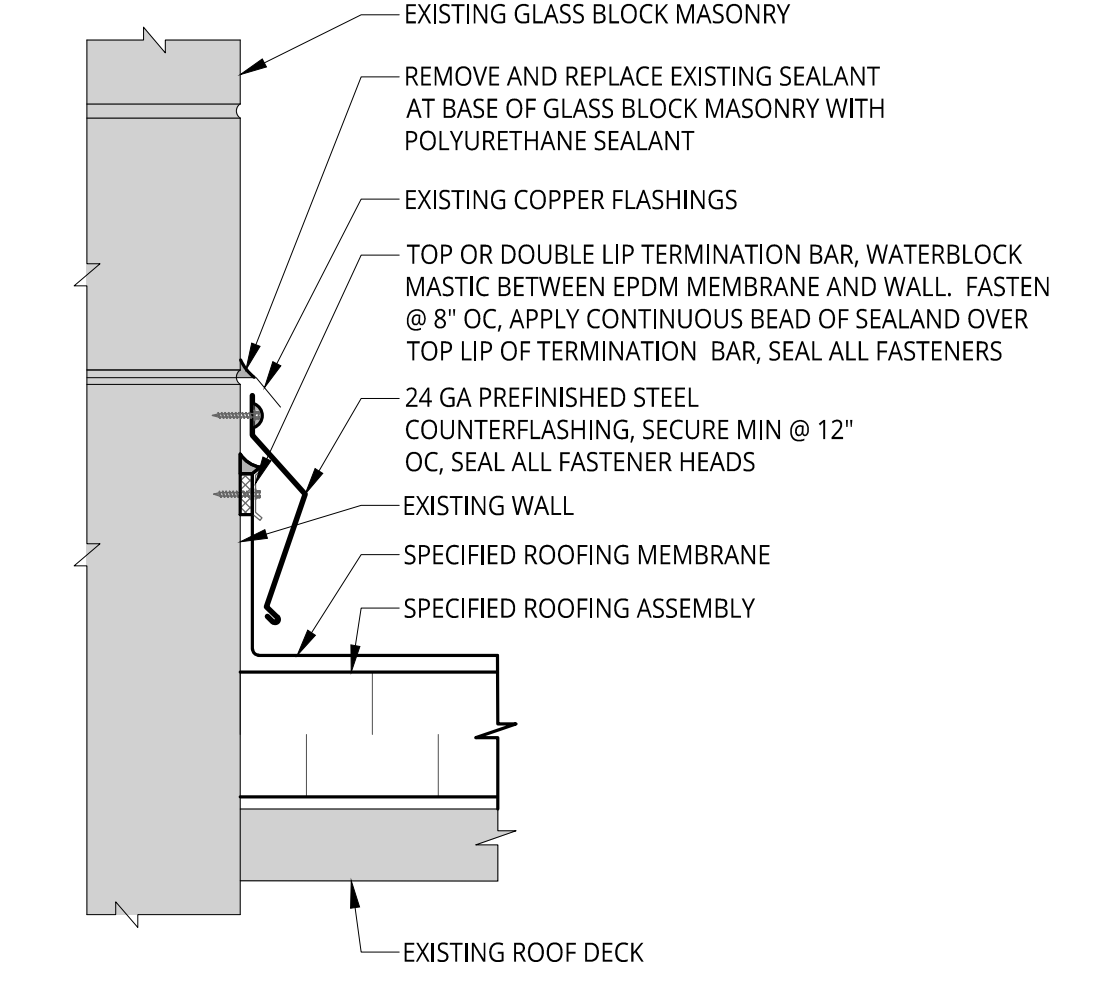 EXISTING GLASS BLOCK MASONRY
REMOVE AND REPLACE EXISTING SEALANT
AT BASE OF GLASS BLOCK MASONRY WITH
POLYURETHANE SEALANT
EXISTING COPPER FLASHINGS
TOP OR DOUBLE LIP TERMINATION BAR, WATERBLOCK
MASTIC BETWEEN EPDM MEMBRANE AND WALL. FASTEN
@ 8" OC, APPLY CONTINUOUS BEAD OF SEALAND OVER
TOP LIP OF TERMINATION BAR, SEAL ALL FASTENERS
24 GA PREFINISHED STEEL
COUNTERFLASHING, SECURE MIN @ 12"
OC, SEAL ALL FASTENER HEADS
EXISTING WALL
SPECIFIED ROOFING MEMBRANE
SPECIFIED ROOFING ASSEMBLY
EXISTING ROOF DECK